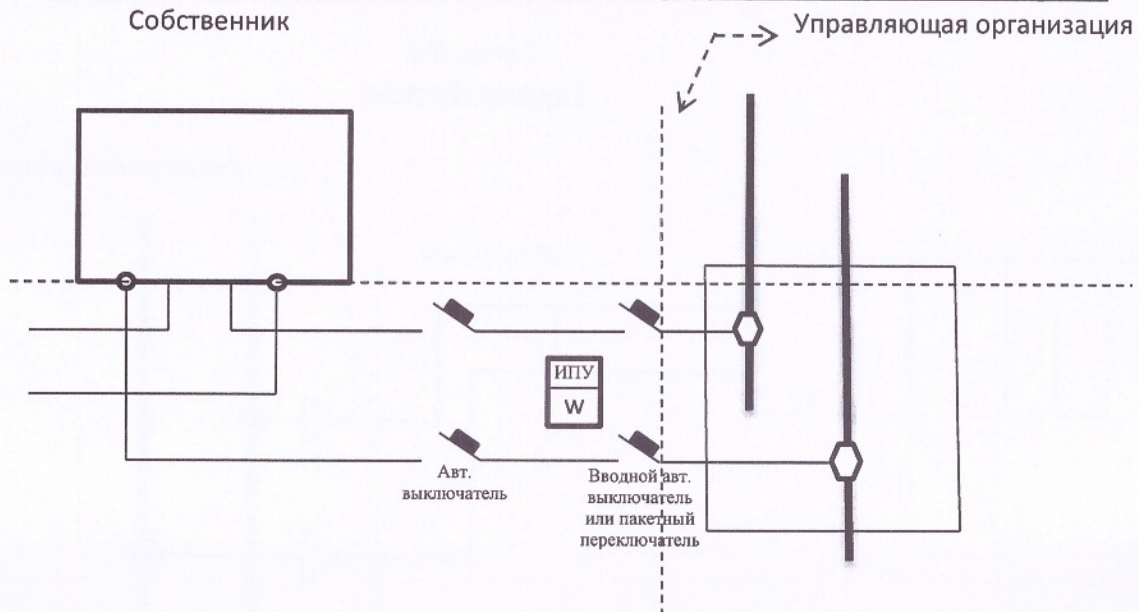 Собственник
Управляющая организация
ИПУ
W
Авт.
выключатель
Вводной авт.
выключатель
или пакетный
переключатель